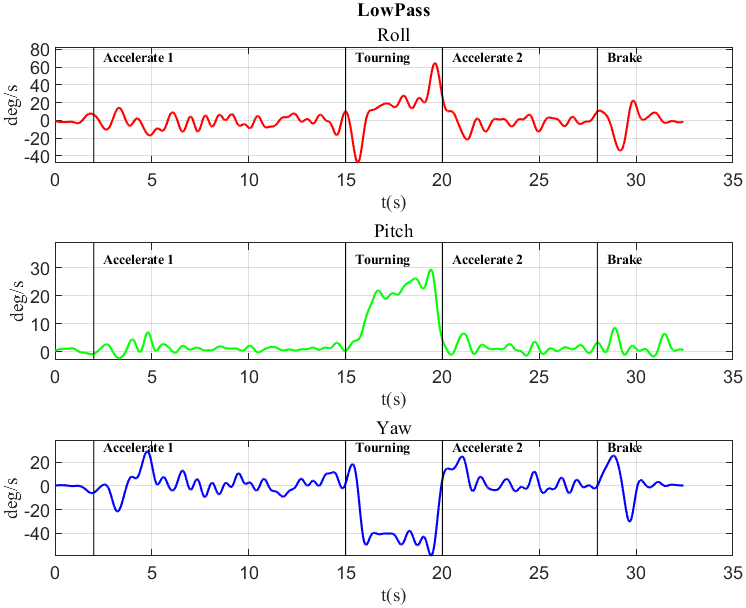 LowPass
Roll
80
60
40
20
0
-20
-40
deg/s
Accelerate 1 Tourning Accelerate 2 Brake
0 5 10 15 20 25 30 35
t(s)
Pitch
30
20
10
0
deg/s
Accelerate 1 Tourning Accelerate 2 Brake
0 5 10 15 20 25 30 35
t(s)
Yaw
20
0
-20
-40
deg/s
Accelerate 1 Tourning Accelerate 2 Brake
0 5 10 15 20 25 30 35
t(s)